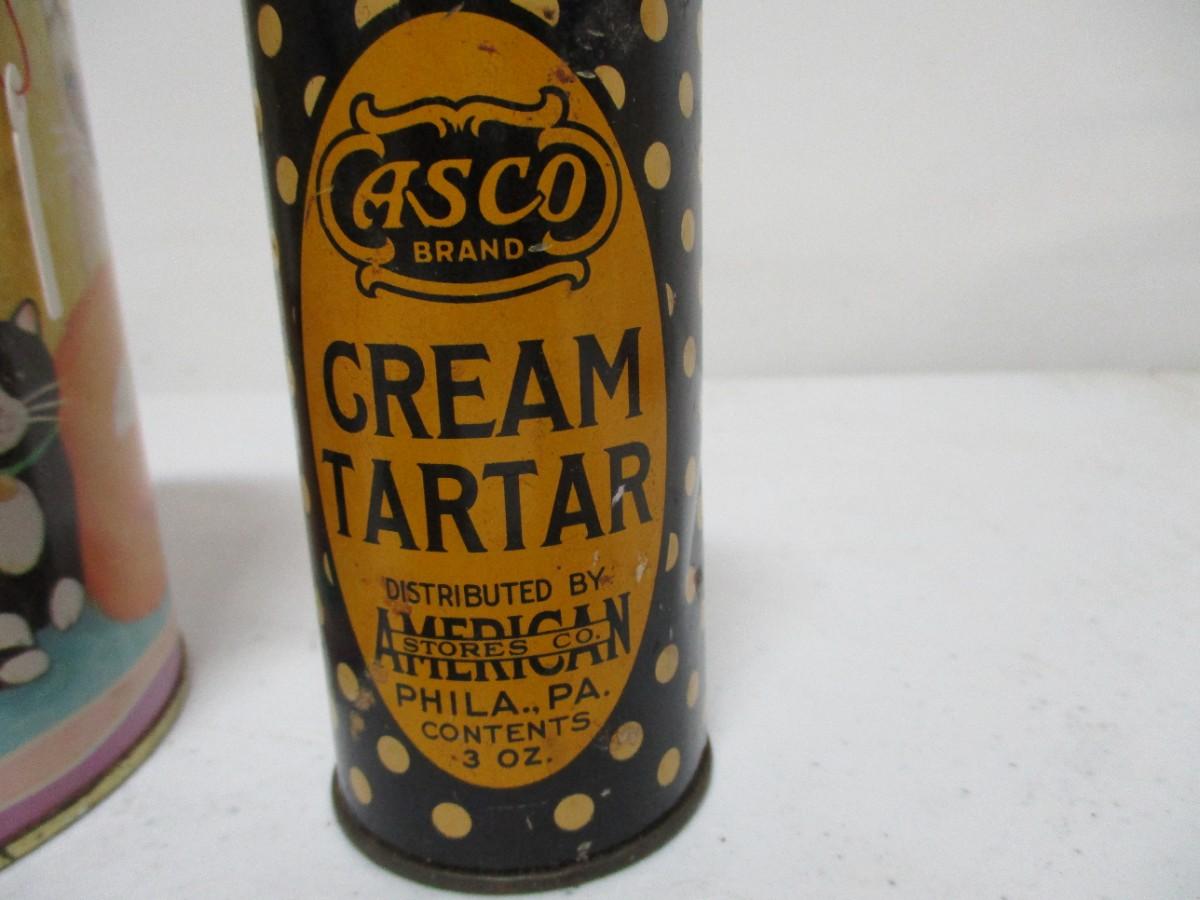 ASCO
BRAND
CREAM
TARTAR
DISTRIBUTED BY
AMERICAN
STORES CO.
PHILA., PA.
CONTENTS
3 OZ.